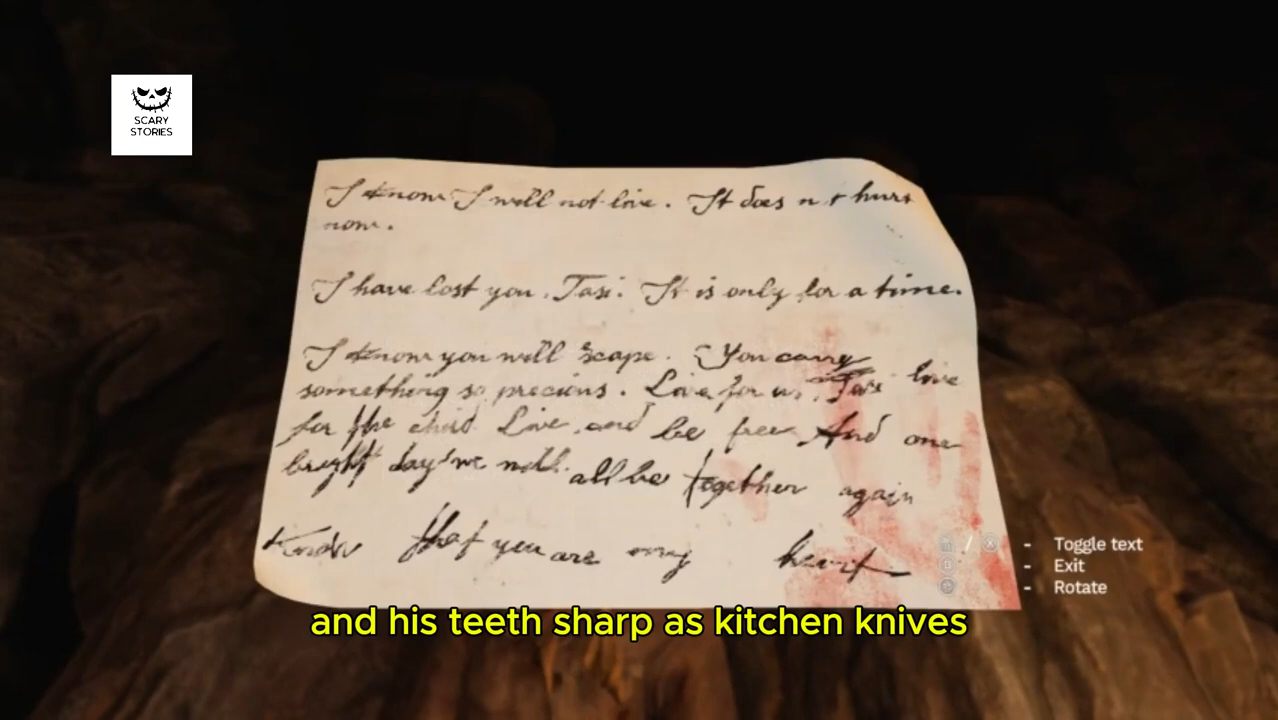 SCARY
STORIES
I know I will not live. It does not hurt
now.
I have lost you, Tasi. It is only for a time.
I know you will scape. You carry
something so precious. Live for us, Tasi live
for the child. Live and be free And one
bright day we will all be together again
Know that you are my heart
- Toggle text
- Exit
- Rotate
and his teeth sharp as kitchen knives